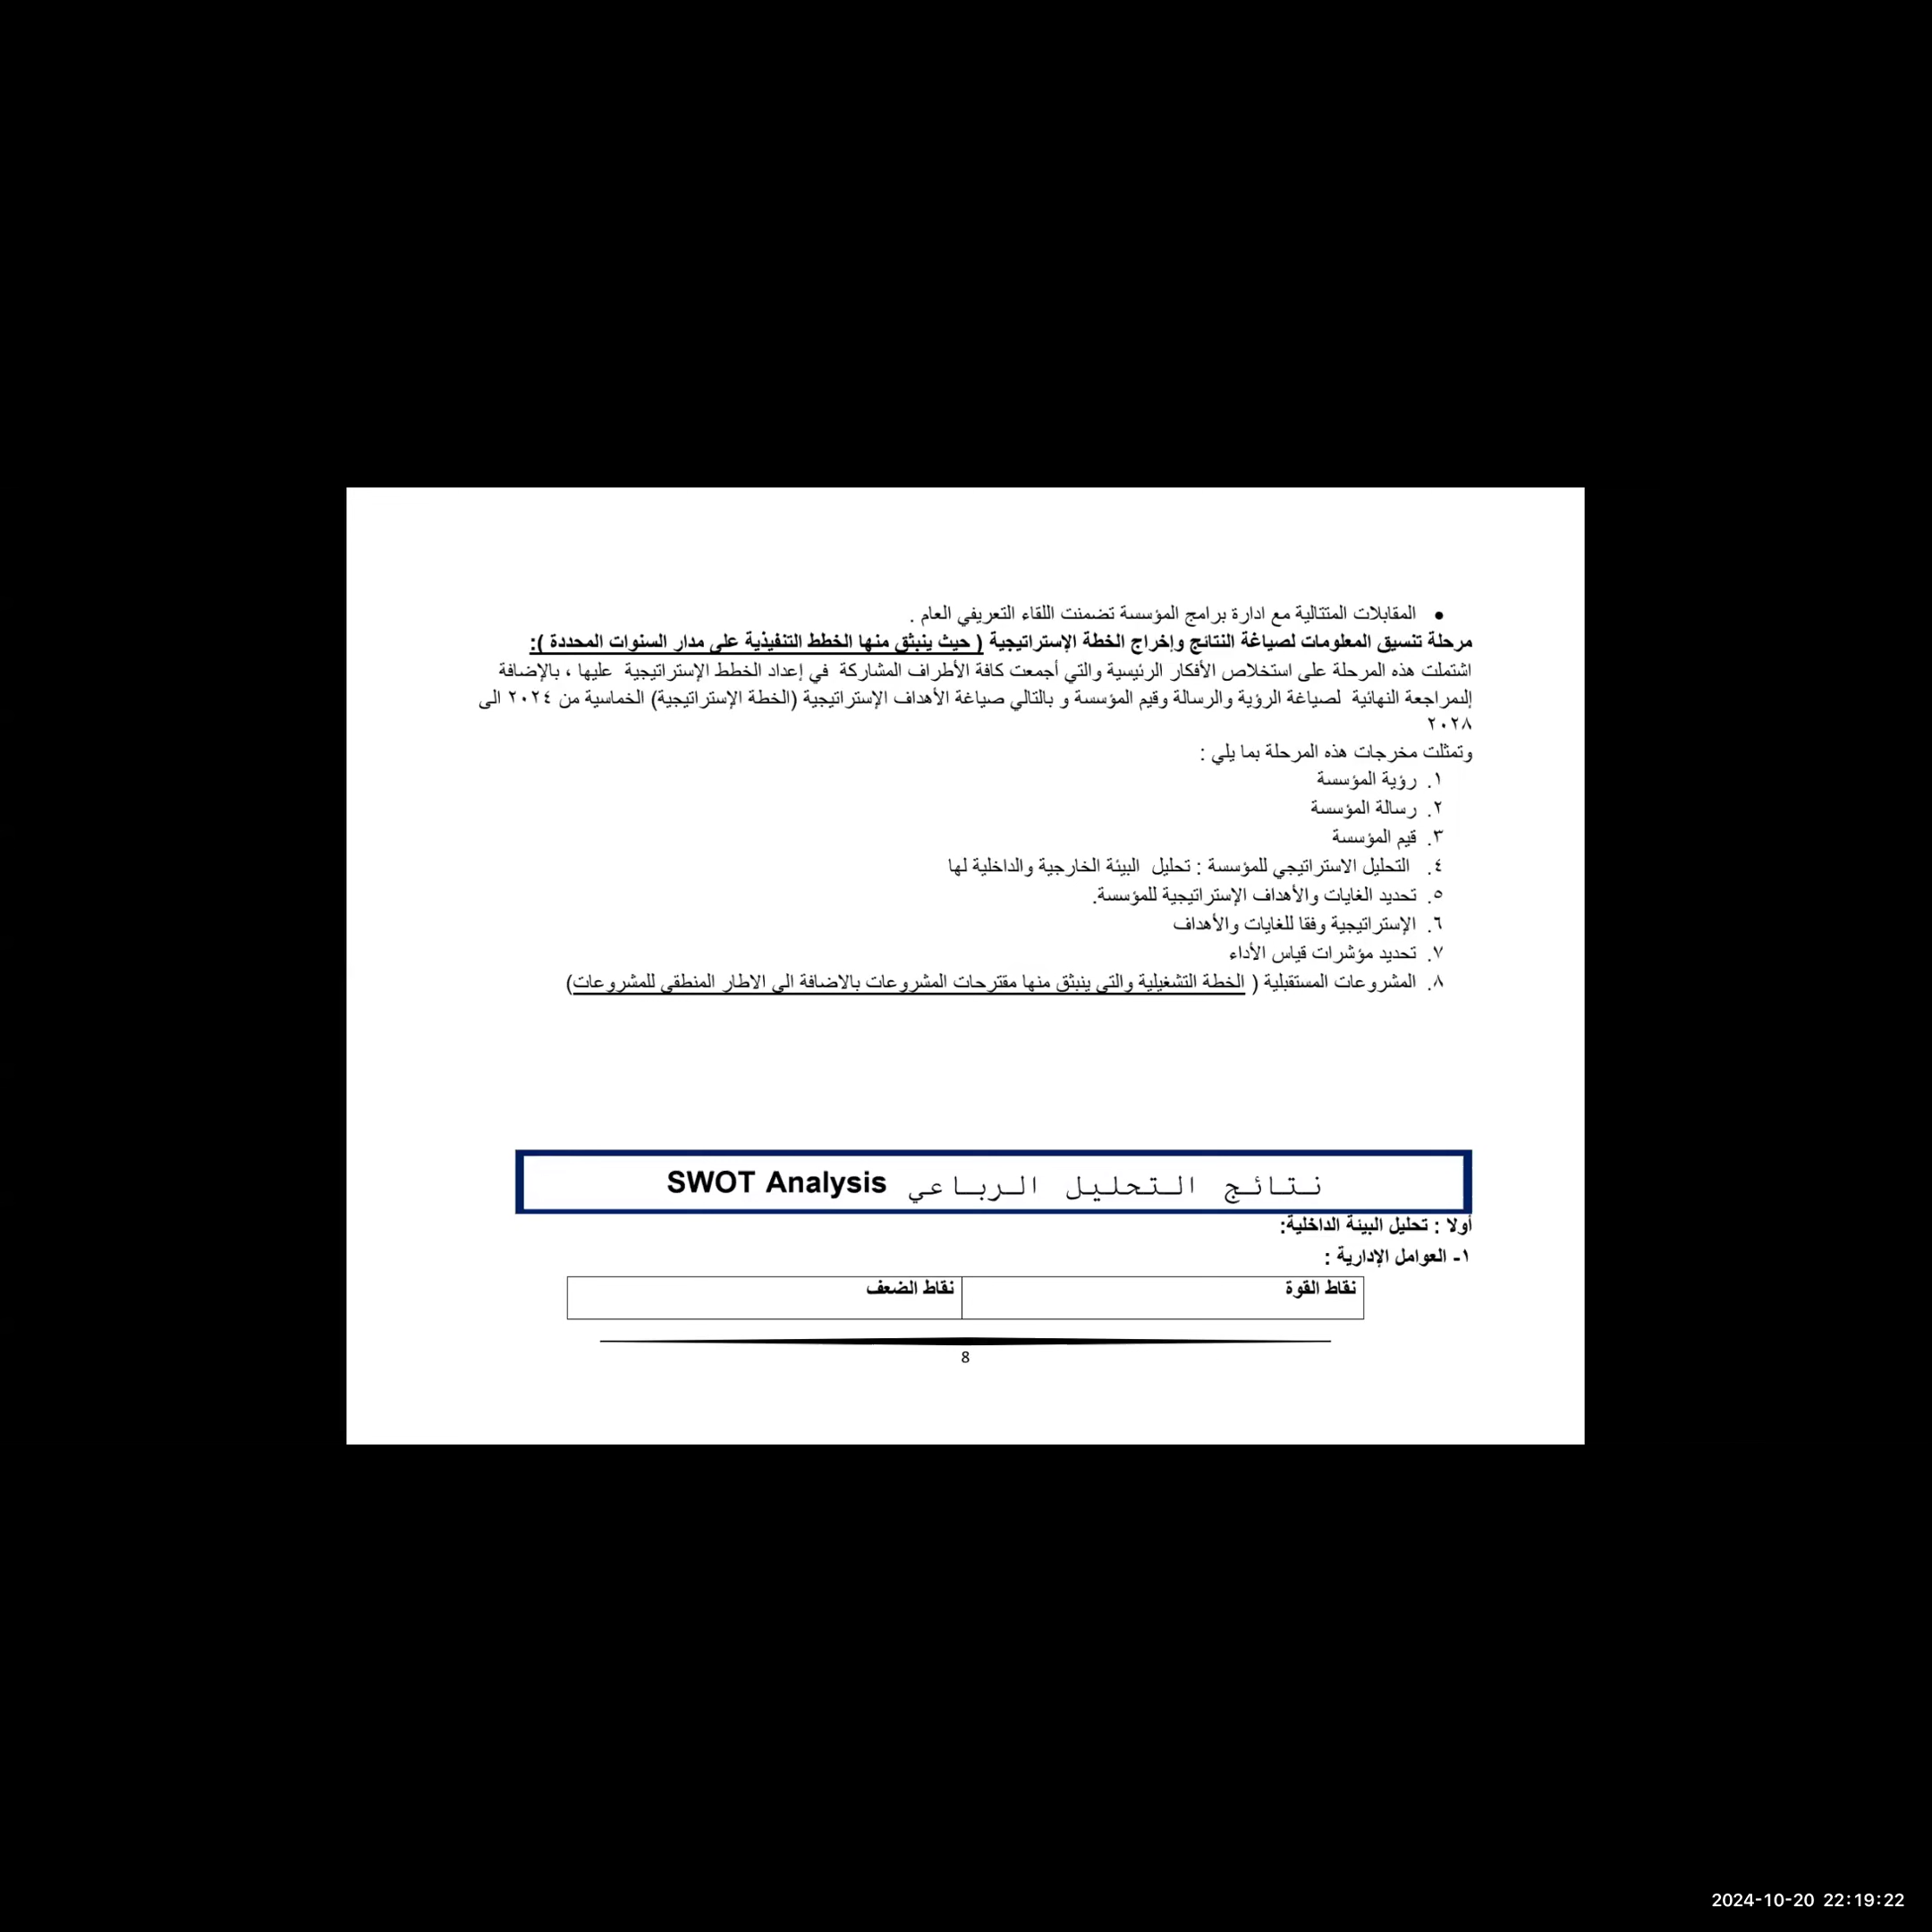 • المقابلات المتتالية مع ادارة برامج المؤسسة تضمنت اللقاء التعريفي العام .
مرحلة تنسيق المعلومات لصياغة النتائج وإخراج الخطة الإستراتيجية ( حيث ينبثق منها الخطط التنفيذية على مدار السنوات المحددة ):
اشتملت هذه المرحلة على استخلاص الأفكار الرئيسية والتي أجمعت كافة الأطراف المشاركة في إعداد الخطط الإستراتيجية عليها ، بالإضافة
إلىمراجعة النهائية لصياغة الرؤية والرسالة وقيم المؤسسة و بالتالي صياغة الأهداف الإستراتيجية (الخطة الإستراتيجية) الخماسية من ٢٠٢٤ الى
٢٠٢٨
وتمثلت مخرجات هذه المرحلة بما يلي :
١. رؤية المؤسسة
٢. رسالة المؤسسة
٣. قيم المؤسسة
٤. التحليل الاستراتيجي للمؤسسة : تحليل البيئة الخارجية والداخلية لها
٥. تحديد الغايات والأهداف الإستراتيجية للمؤسسة.
٦. الإستراتيجية وفقا للغايات والأهداف
٧. تحديد مؤشرات قياس الأداء
٨. المشروعات المستقبلية ( الخطة التشغيلية والتي ينبثق منها مقترحات المشروعات بالاضافة الى الاطار المنطقي للمشروعات)
نتائج التحليل الرباعي SWOT Analysis
أولا : تحليل البيئة الداخلية:
١- العوامل الإدارية :
نقاط القوة
نقاط الضعف
8
2024-10-20 22:19:22